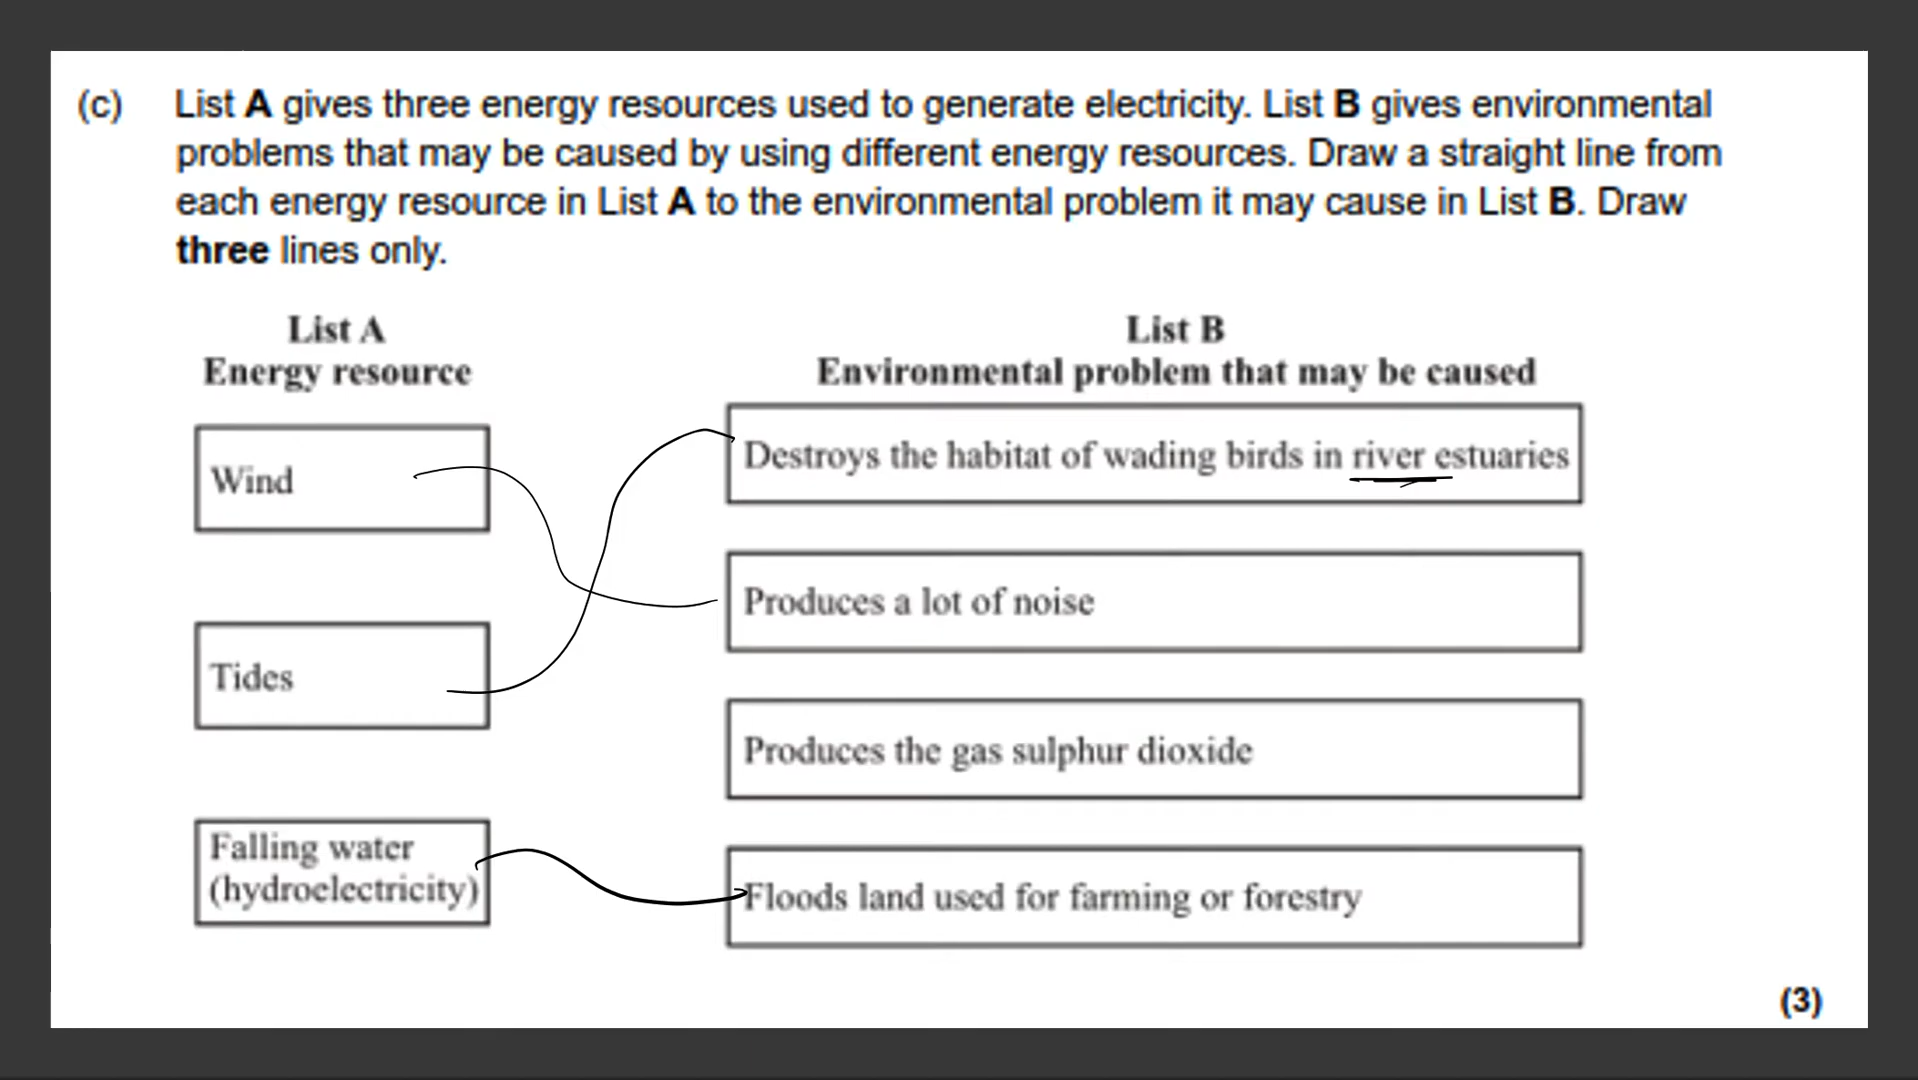 (c) List A gives three energy resources used to generate electricity. List B gives environmental
problems that may be caused by using different energy resources. Draw a straight line from
each energy resource in List A to the environmental problem it may cause in List B. Draw
three lines only.
List A
Energy resource
List B
Environmental problem that may be caused
Wind
Tides
Falling water
(hydroelectricity)
Destroys the habitat of wading birds in river estuaries
Produces a lot of noise
Produces the gas sulphur dioxide
Floods land used for farming or forestry
(3)